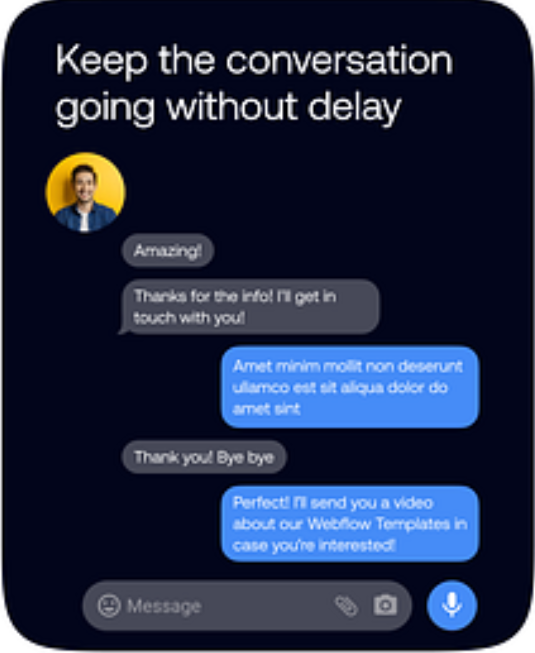 Keep the conversation
going without delay
Amazing!
Thanks for the info! I'll get in
touch with you!
Amet minim mollit non deserunt
ullamco est sit aliqua dolor do
amet sint
Thank you! Bye bye
Perfect! I'll send you a video
about our Webflow Templates in
case you're interested!
Message